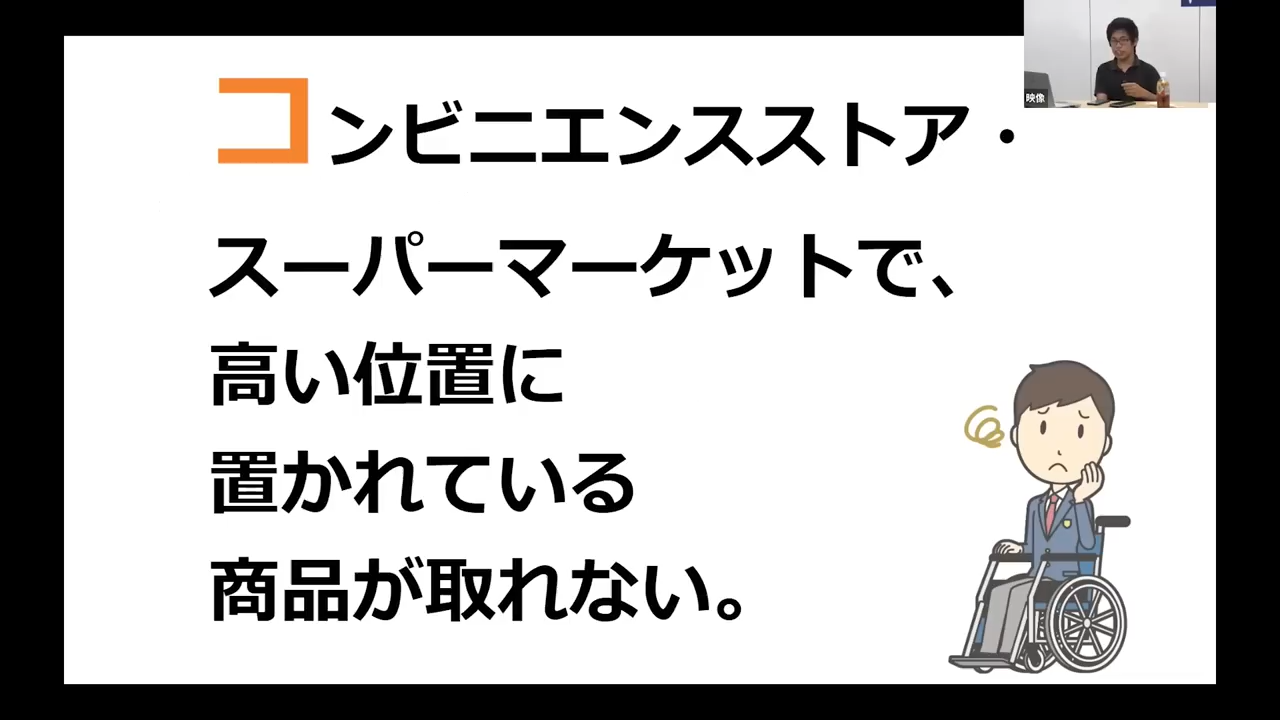 コンビニエンスストア・
スーパーマーケットで、
高い位置に
置かれている
商品が取れない。
映像